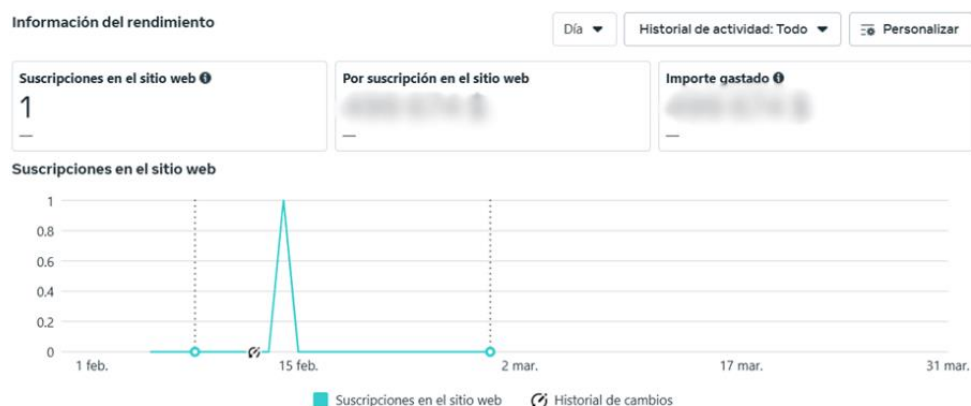 Información del rendimiento
Día
Historial de actividad: Todo
Personalizar
Suscripciones en el sitio web
1
—
Por suscripción en el sitio web
—
Importe gastado
—
Suscripciones en el sitio web
1
0.8
0.6
0.4
0.2
0
1 feb. 15 feb. 2 mar. 17 mar. 31 mar.
Suscripciones en el sitio web Historial de cambios